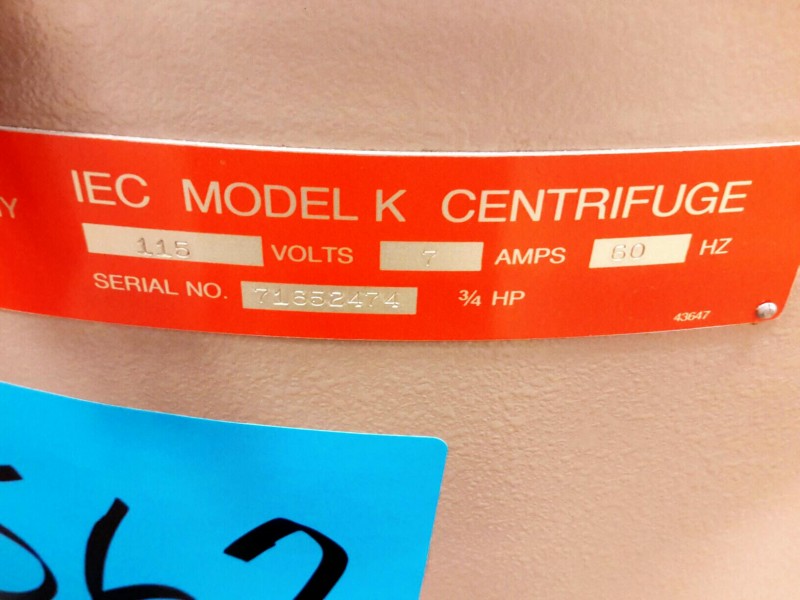 IEC MODEL K CENTRIFUGE
115 VOLTS 7 AMPS 60 HZ
SERIAL NO. 71652474 3/4 HP
43647